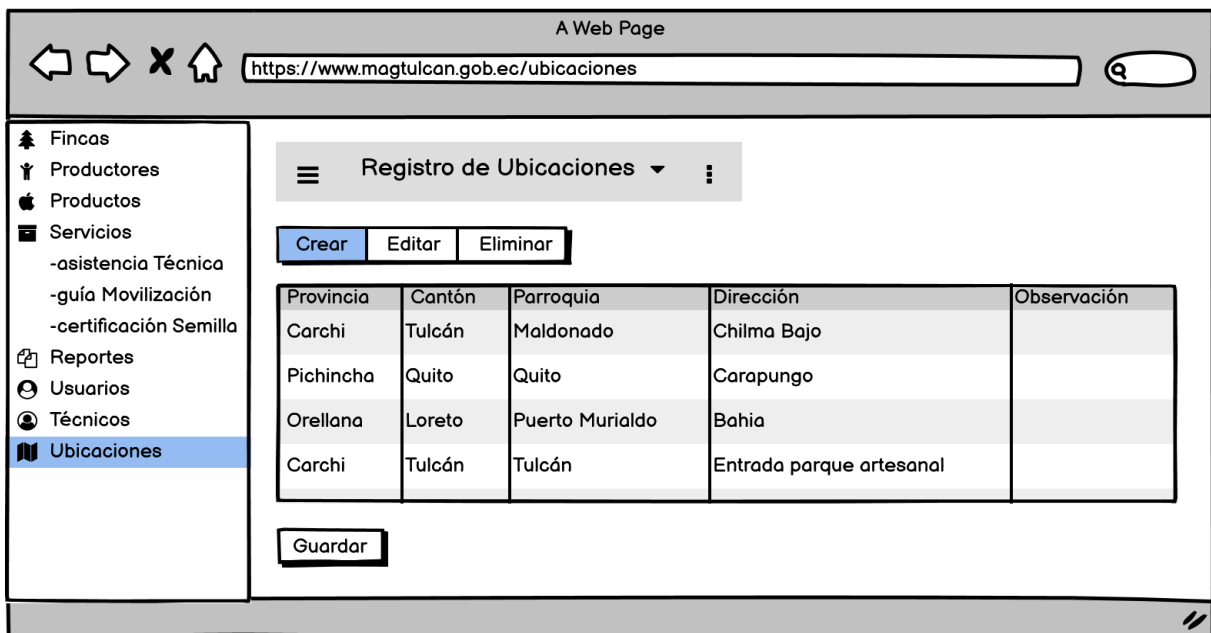 A Web Page
https://www.magtulcan.gob.ec/ubicaciones
Fincas
Productores
Productos
Servicios
-asistencia Técnica
-guía Movilización
-certificación Semilla
Reportes
Usuarios
Técnicos
Ubicaciones
Registro de Ubicaciones
Crear Editar Eliminar
Provincia Cantón Parroquia Dirección Observación
Carchi Tulcán Maldonado Chilma Bajo
Pichincha Quito Quito Carapungo
Orellana Loreto Puerto Murialdo Bahia
Carchi Tulcán Tulcán Entrada parque artesanal
Guardar